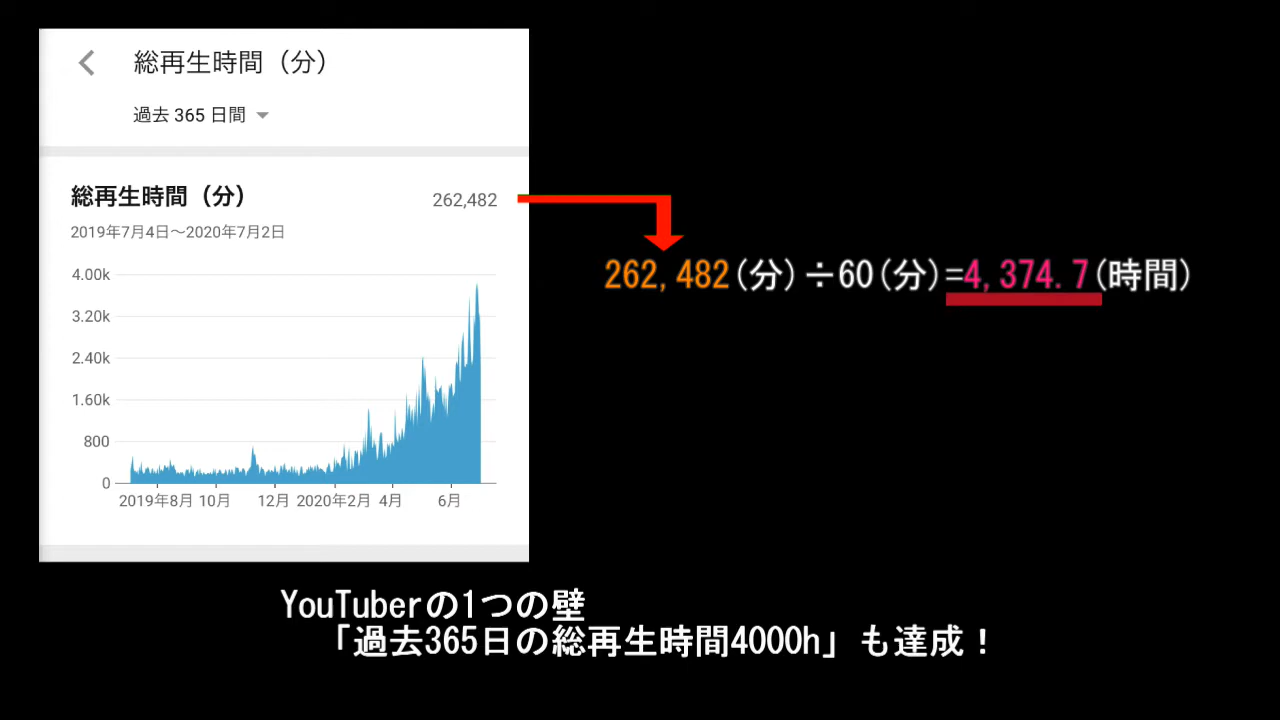 総再生時間（分）
過去 365 日間
総再生時間（分）
262,482
2019年7月4日～2020年7月2日
4.00k
3.20k
2.40k
1.60k
800
0
2019年8月 10月 12月 2020年2月 4月 6月
262,482(分)÷60(分)=4,374.7(時間)
YouTuberの1つの壁
「過去365日の総再生時間4000h」も達成！